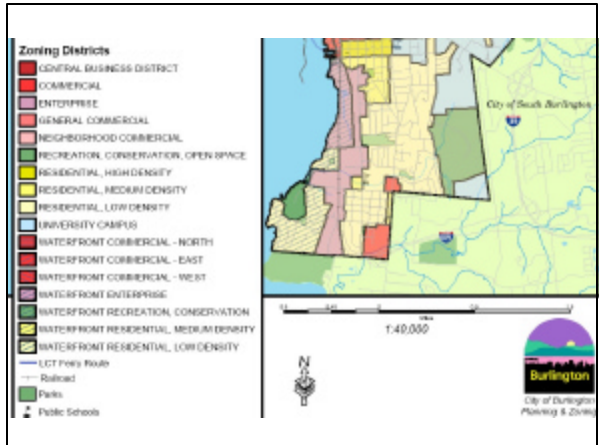 Zoning Districts
CENTRAL BUSINESS DISTRICT
COMMERCIAL
ENTERPRISE
GENERAL COMMERCIAL
NEIGHBORHOOD COMMERCIAL
RECREATION, CONSERVATION, OPEN SPACE
RESIDENTIAL, HIGH DENSITY
RESIDENTIAL, MEDIUM DENSITY
RESIDENTIAL, LOW DENSITY
UNIVERSITY CAMPUS
WATERFRONT COMMERCIAL - NORTH
WATERFRONT COMMERCIAL - EAST
WATERFRONT COMMERCIAL - WEST
WATERFRONT ENTERPRISE
WATERFRONT RECREATION, CONSERVATION
WATERFRONT RESIDENTIAL, MEDIUM DENSITY
WATERFRONT RESIDENTIAL, LOW DENSITY
LCT Ferry Route
Railroad
Parks
Public Schools
City of South Burlington
1:40,000
N
Burlington
City of Burlington
Planning & Zoning